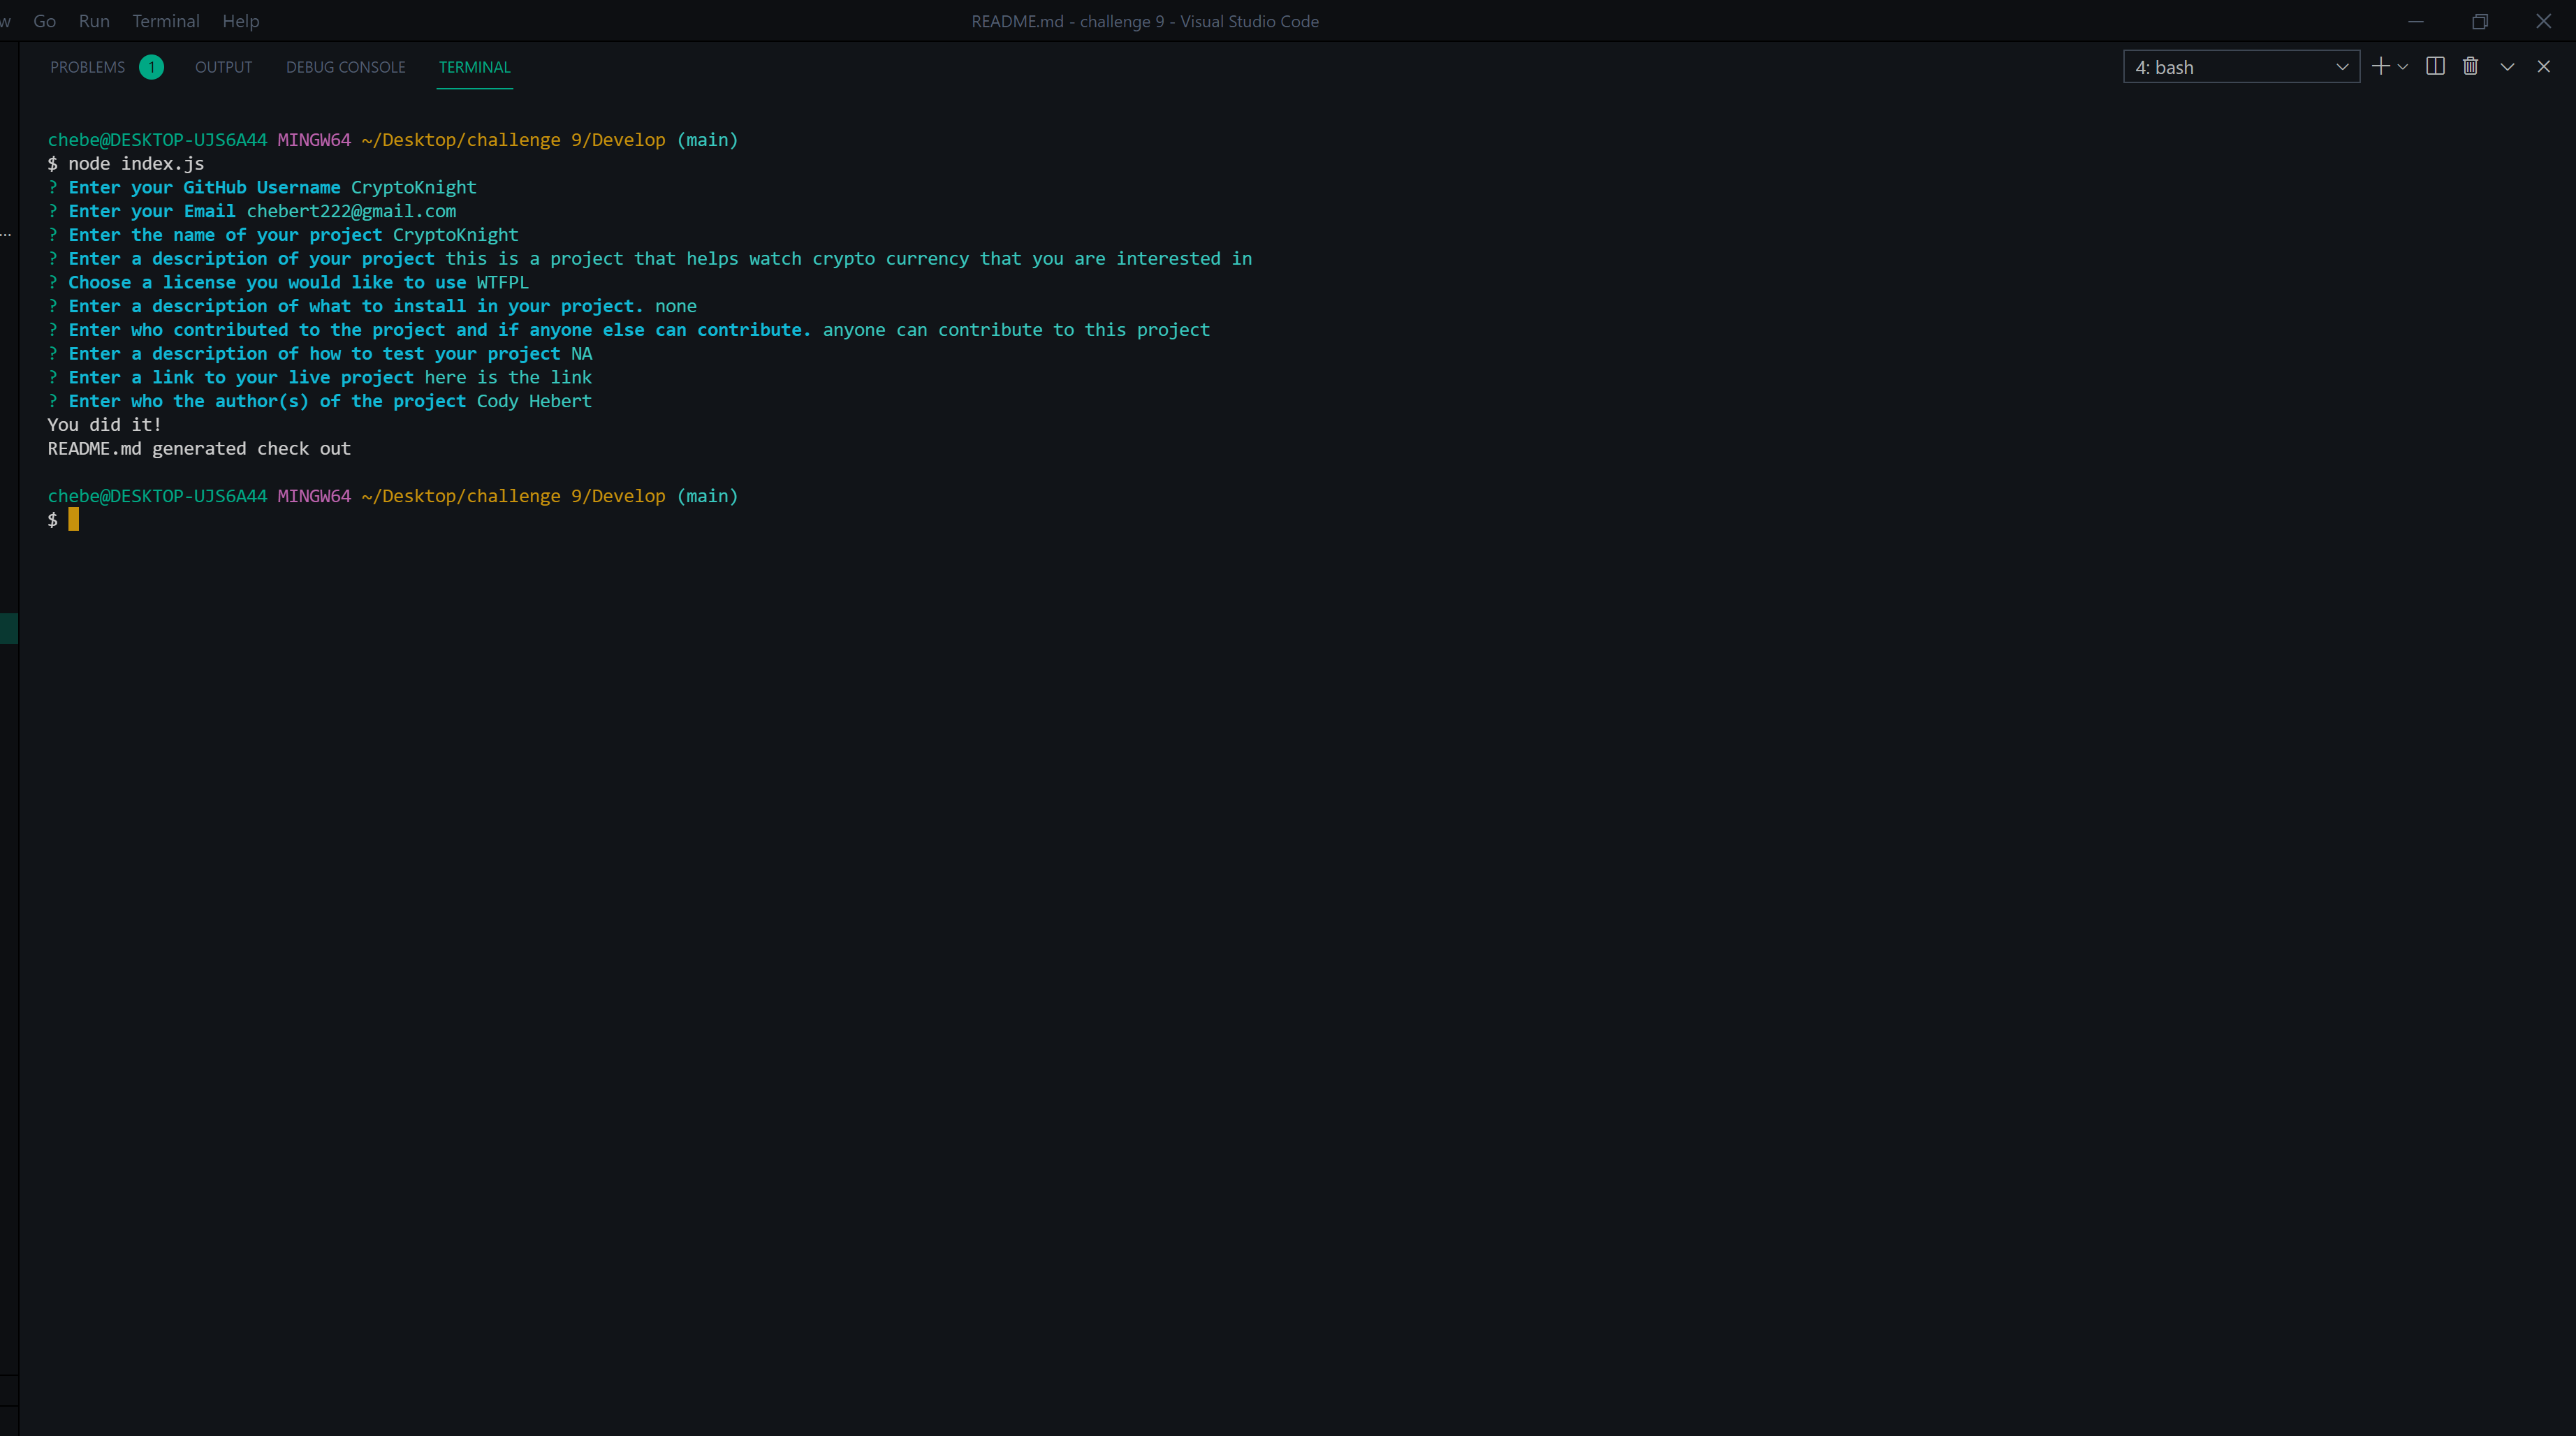 Go Run Terminal Help README.md - challenge 9 - Visual Studio Code
PROBLEMS 1 OUTPUT DEBUG CONSOLE TERMINAL 4: bash
chebe@DESKTOP-UJS6A44 MINGW64 ~/Desktop/challenge 9/Develop (main)
$ node index.js
? Enter your GitHub Username CryptoKnight
? Enter your Email chebert222@gmail.com
? Enter the name of your project CryptoKnight
? Enter a description of your project this is a project that helps watch crypto currency that you are interested in
? Choose a license you would like to use WTFPL
? Enter a description of what to install in your project. none
? Enter who contributed to the project and if anyone else can contribute. anyone can contribute to this project
? Enter a description of how to test your project NA
? Enter a link to your live project here is the link
? Enter who the author(s) of the project Cody Hebert
You did it!
README.md generated check out
chebe@DESKTOP-UJS6A44 MINGW64 ~/Desktop/challenge 9/Develop (main)
$